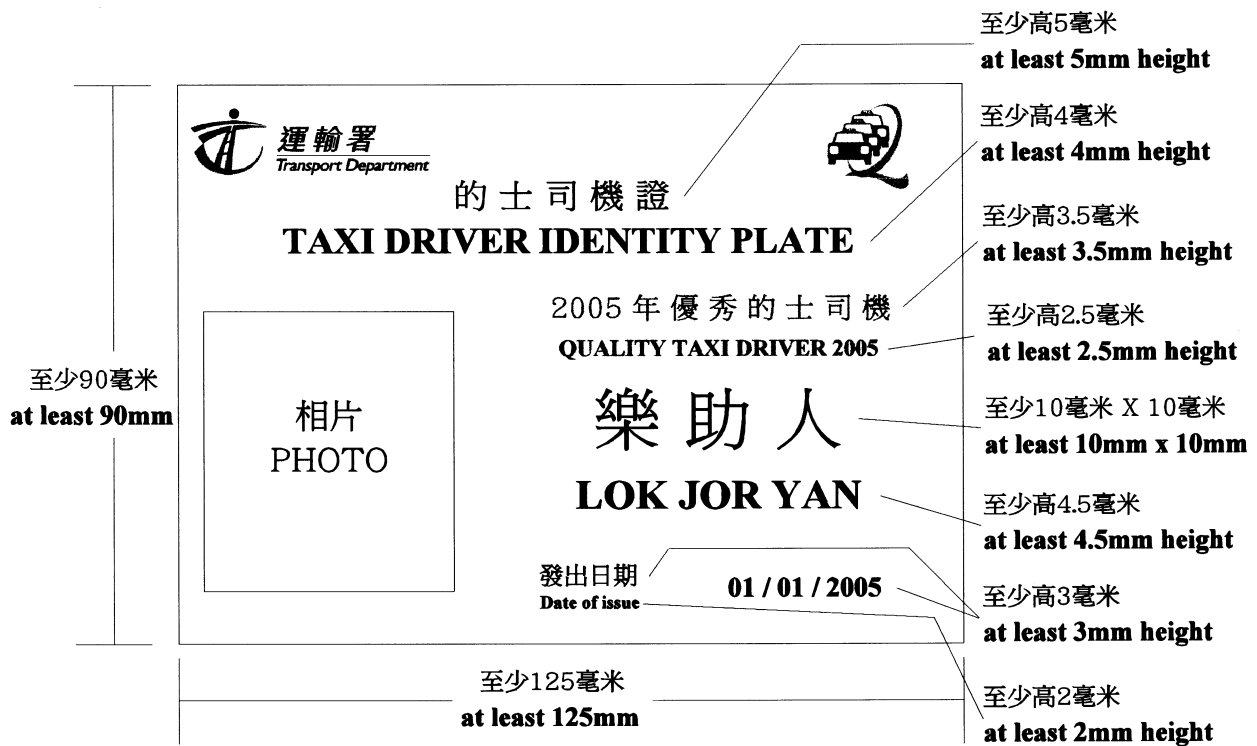 至少高5毫米
at least 5mm height
至少高4毫米
at least 4mm height
至少高3.5毫米
at least 3.5mm height
至少高2.5毫米
at least 2.5mm height
至少10毫米 X 10毫米
at least 10mm x 10mm
至少高4.5毫米
at least 4.5mm height
至少高3毫米
at least 3mm height
至少高2毫米
at least 2mm height
至少90毫米
at least 90mm
至少125毫米
at least 125mm
運輸署
Transport Department
的士司機證
TAXI DRIVER IDENTITY PLATE
2005年優秀的士司機
QUALITY TAXI DRIVER 2005
相片
PHOTO
樂助人
LOK JOR YAN
發出日期
Date of issue
01 / 01 / 2005